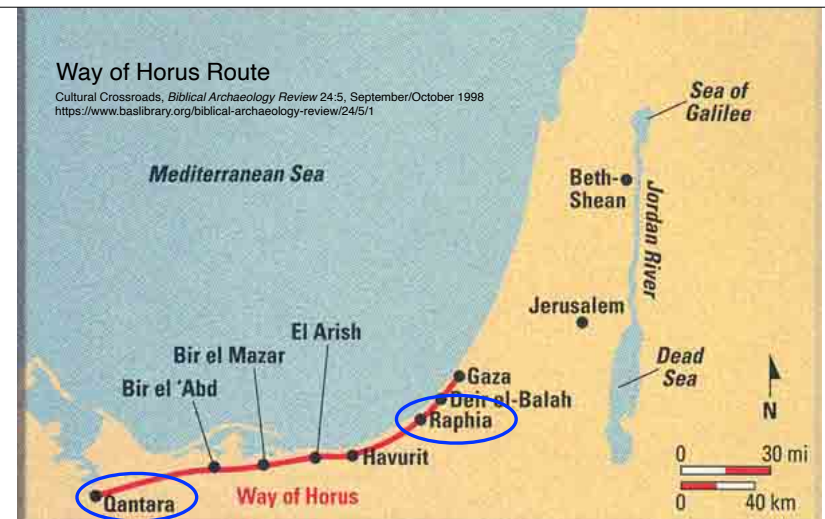 Way of Horus Route
Cultural Crossroads, Biblical Archaeology Review 24:5, September/October 1998
https://www.baslibrary.org/biblical-archaeology-review/24/5/1
Sea of
Galilee
Mediterranean Sea
Beth-
Shean
Jordan River
Jerusalem
El Arish
Bir el Mazar
Bir el ‘Abd
Dead
Sea
Gaza
Deir el-Balah
Raphia
N
Havurit
0 30 mi
Qantara
Way of Horus
0 40 km